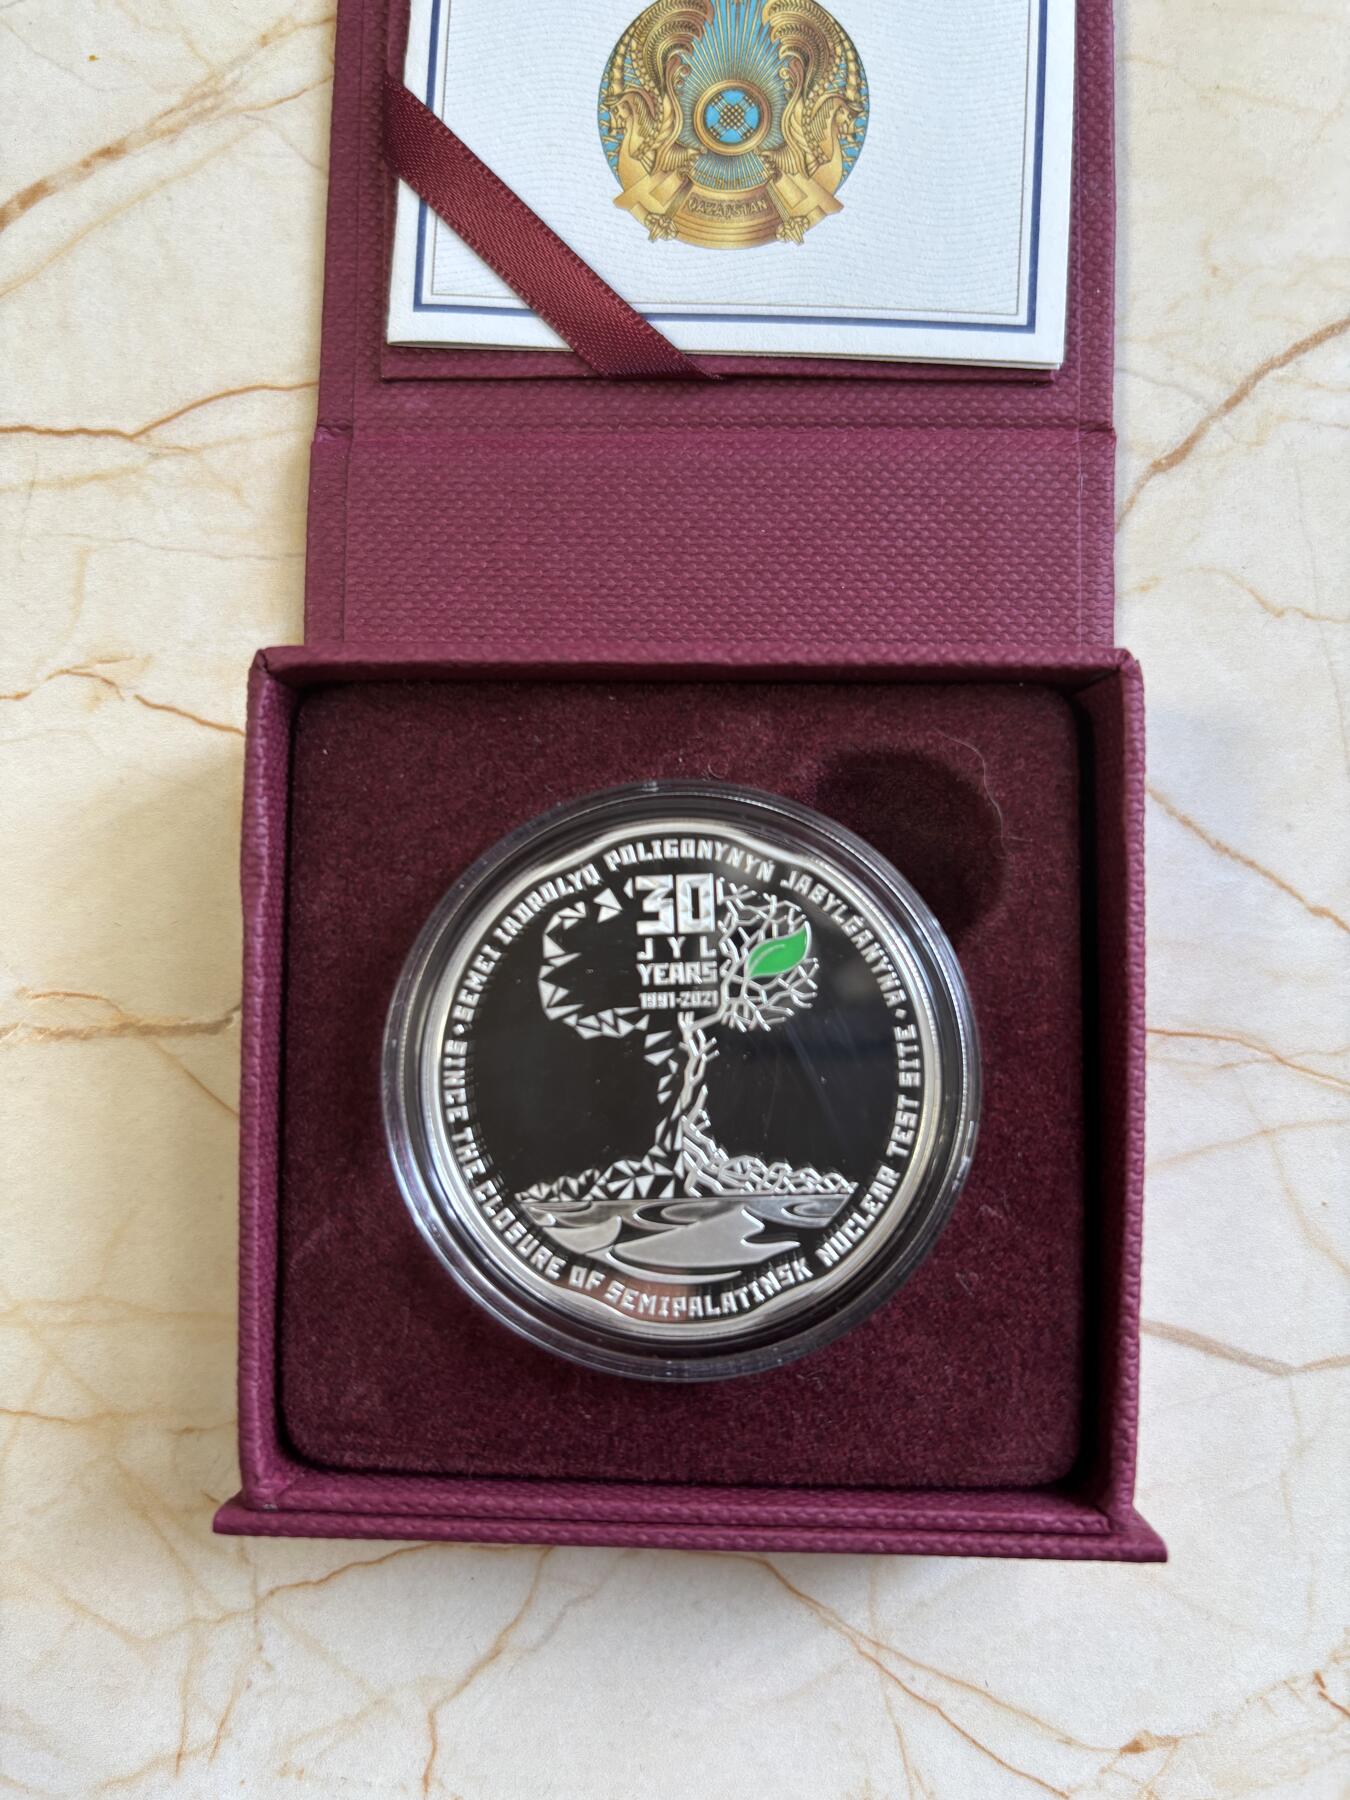 QAZAQSTAN
SEMEI IADROLYQ POLIGONYNYŃ JABYLǴANYNA
30
JYL
YEARS
1991-2021
SINCE THE CLOSURE OF SEMIPALATINSK NUCLEAR TEST SITE